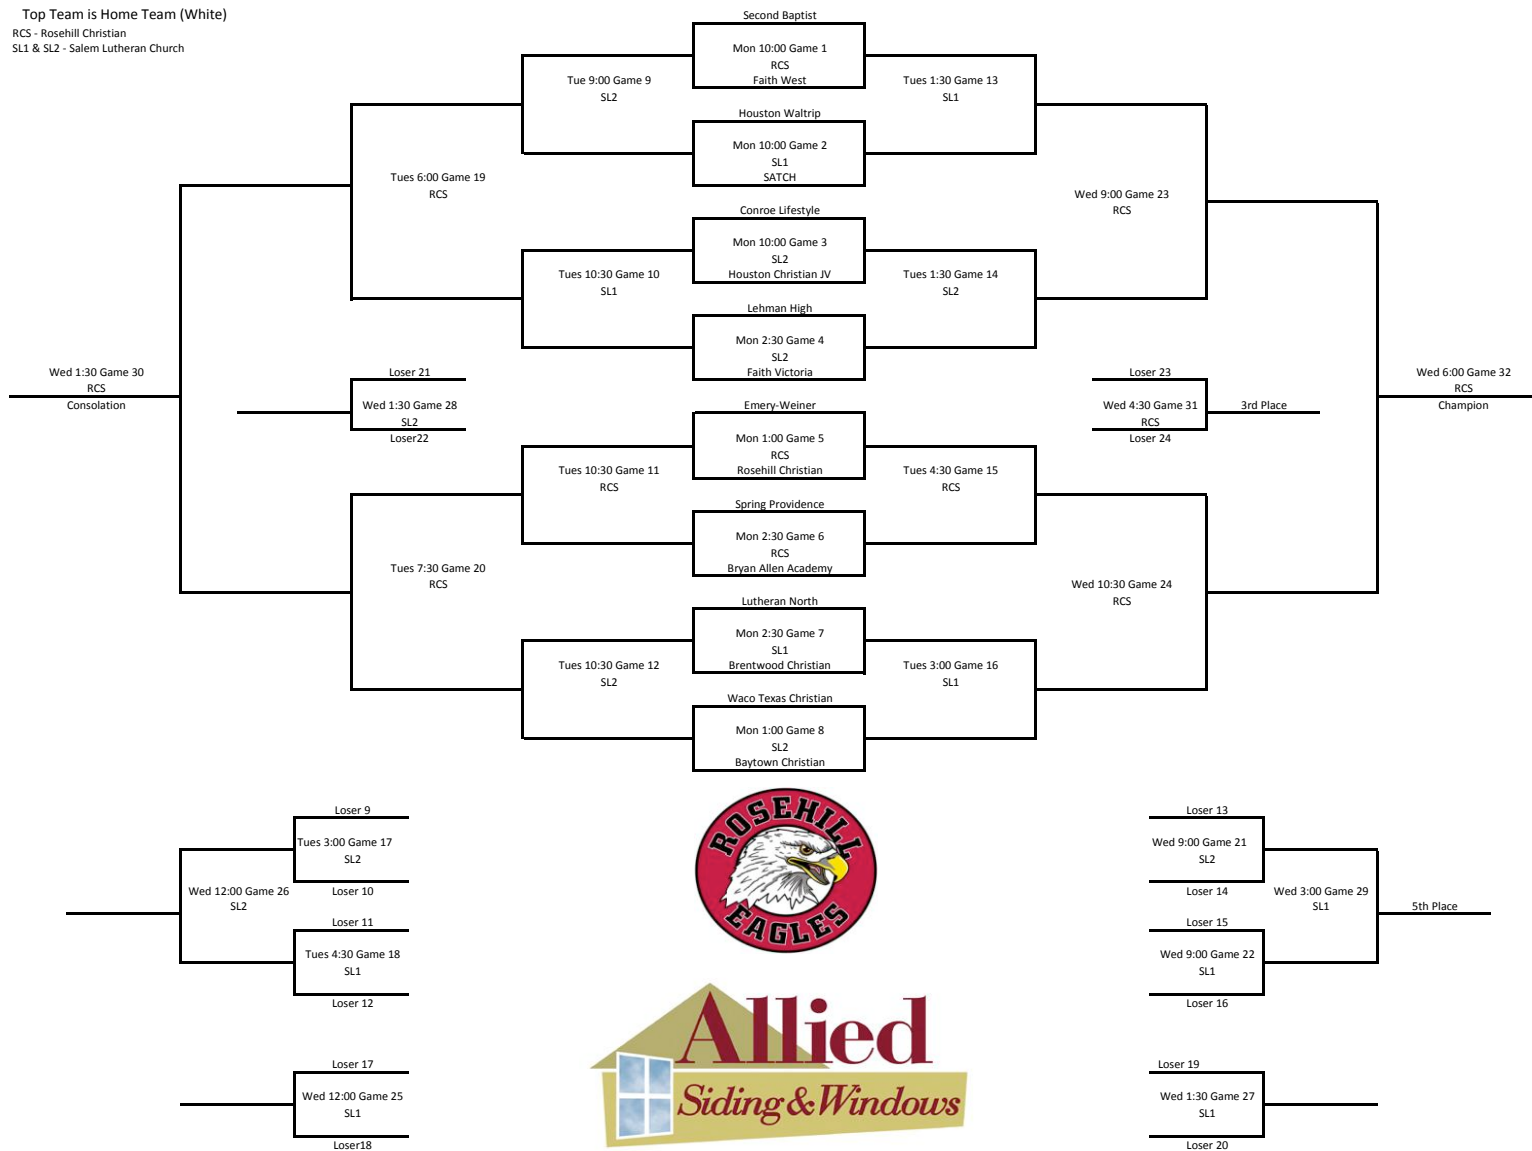 Top Team is Home Team (White)
RCS - Rosehill Christian
SL1 & SL2 - Salem Lutheran Church
Second Baptist
Mon 10:00 Game 1
RCS
Faith West
Tue 9:00 Game 9
SL2
Tues 1:30 Game 13
SL1
Houston Waltrip
Mon 10:00 Game 2
SL1
SATCH
Tues 6:00 Game 19
RCS
Wed 9:00 Game 23
RCS
Conroe Lifestyle
Mon 10:00 Game 3
SL2
Houston Christian JV
Tues 10:30 Game 10
SL1
Tues 1:30 Game 14
SL2
Lehman High
Mon 2:30 Game 4
SL2
Faith Victoria
Wed 1:30 Game 30
RCS
Consolation
Loser 21
Wed 1:30 Game 28
SL2
Loser22
Loser 23
Wed 4:30 Game 31
RCS
Loser 24
3rd Place
Wed 6:00 Game 32
RCS
Champion
Emery-Weiner
Mon 1:00 Game 5
RCS
Rosehill Christian
Tues 10:30 Game 11
RCS
Tues 4:30 Game 15
RCS
Spring Providence
Mon 2:30 Game 6
RCS
Bryan Allen Academy
Tues 7:30 Game 20
RCS
Wed 10:30 Game 24
RCS
Lutheran North
Mon 2:30 Game 7
SL1
Brentwood Christian
Tues 10:30 Game 12
SL2
Tues 3:00 Game 16
SL1
Waco Texas Christian
Mon 1:00 Game 8
SL2
Baytown Christian
Loser 9
Tues 3:00 Game 17
SL2
Loser 10
Wed 12:00 Game 26
SL2
Loser 11
Tues 4:30 Game 18
SL1
Loser 12
ROSEHILL
EAGLES
Loser 13
Wed 9:00 Game 21
SL2
Loser 14
Wed 3:00 Game 29
SL1
5th Place
Loser 15
Wed 9:00 Game 22
SL1
Loser 16
Loser 17
Wed 12:00 Game 25
SL1
Loser18
Allied
Siding & Windows
Loser 19
Wed 1:30 Game 27
SL1
Loser 20